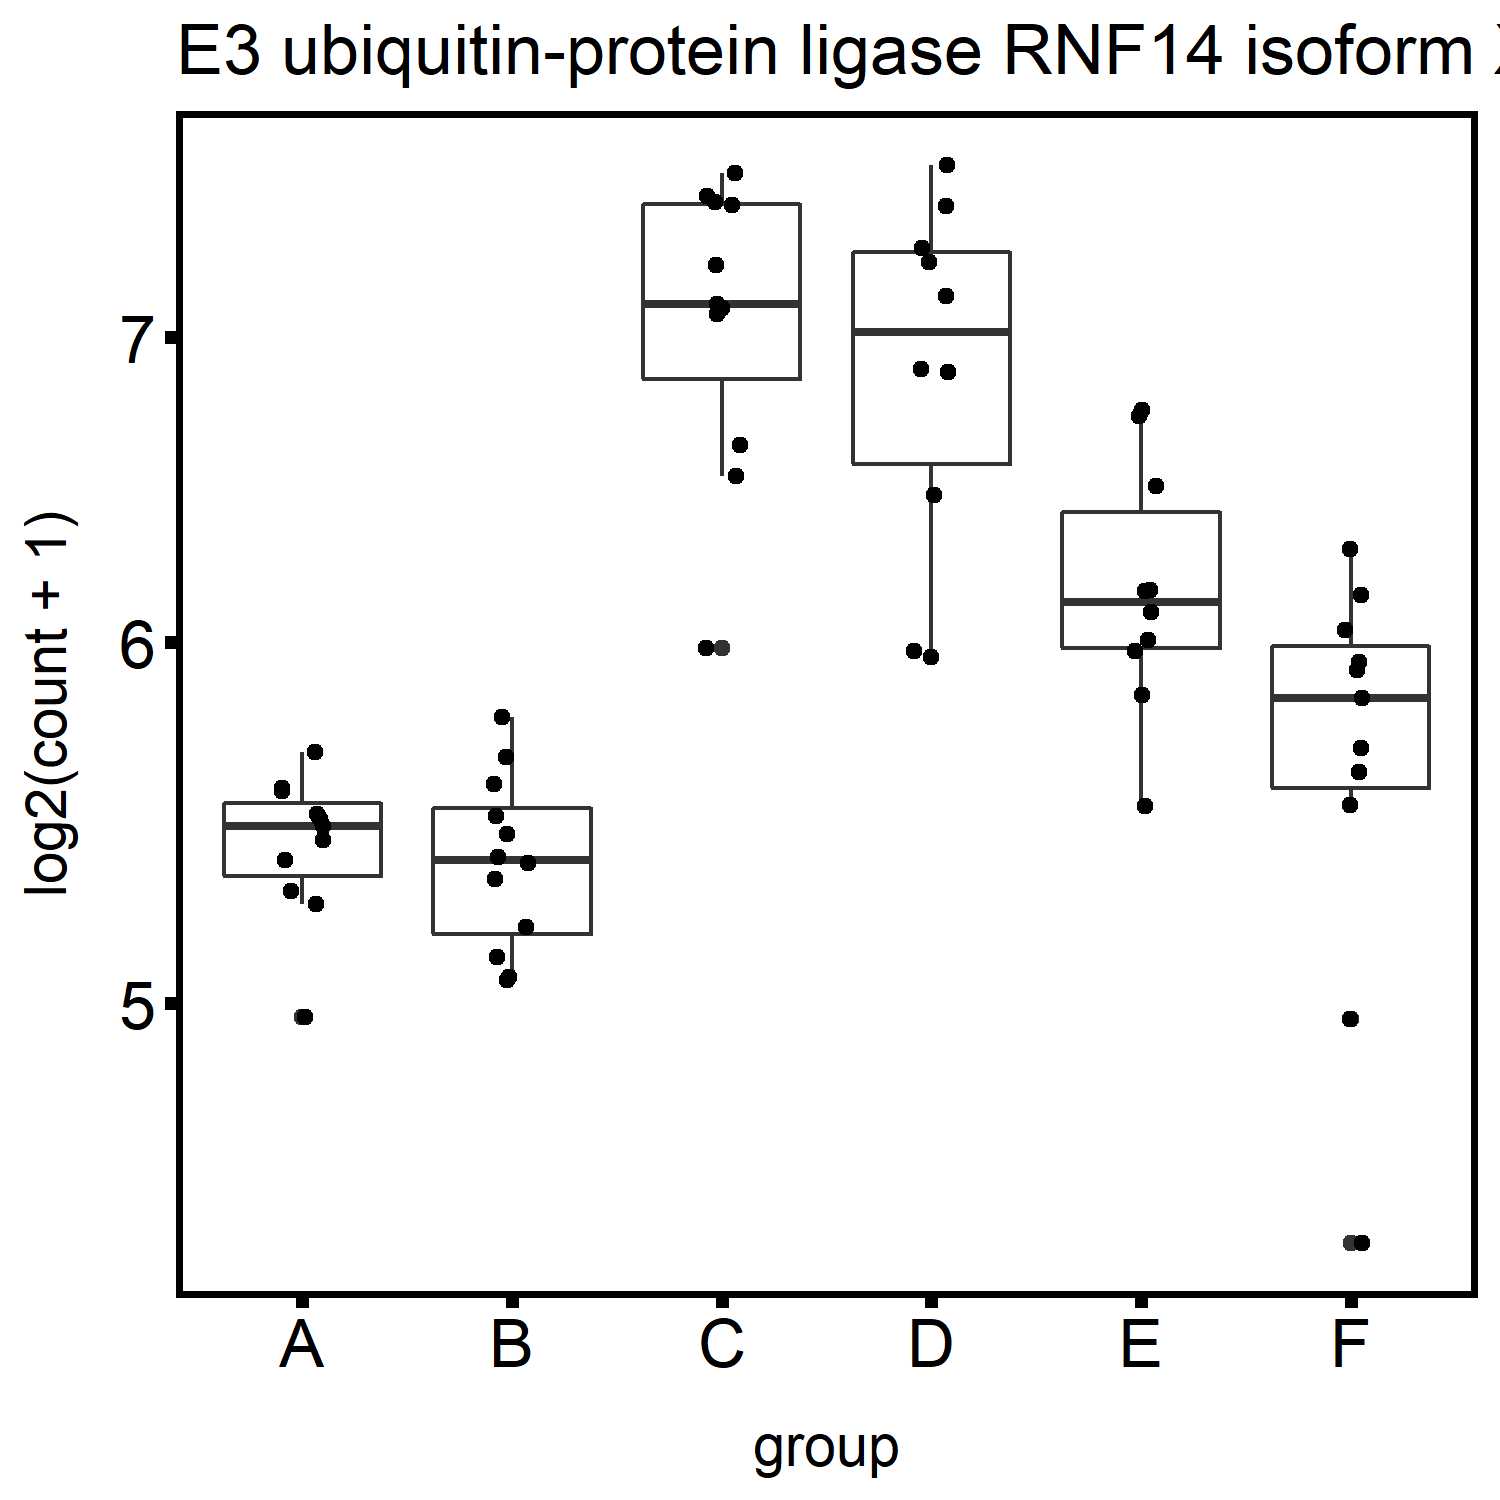 E3 ubiquitin-protein ligase RNF14 isoform
log2(count + 1)
7
6
5
A B C D E F
group